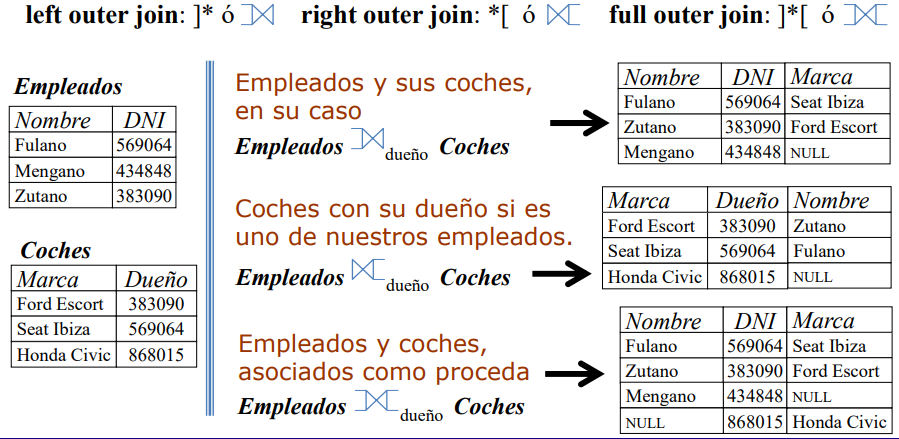 left outer join: ]* ó ⟕ right outer join: *[ ó ⟖ full outer join: ]*[ ó ⟗
Empleados
Nombre DNI
Fulano 569064
Mengano 434848
Zutano 383090
Coches
Marca Dueño
Ford Escort 383090
Seat Ibiza 569064
Honda Civic 868015
Empleados y sus coches,
en su caso
Empleados ⟕ dueño Coches
Nombre DNI Marca
Fulano 569064 Seat Ibiza
Zutano 383090 Ford Escort
Mengano 434848 NULL
Coches con su dueño si es
uno de nuestros empleados.
Empleados ⟖ dueño Coches
Marca Dueño Nombre
Ford Escort 383090 Zutano
Seat Ibiza 569064 Fulano
Honda Civic 868015 NULL
Empleados y coches,
asociados como proceda
Empleados ⟗ dueño Coches
Nombre DNI Marca
Fulano 569064 Seat Ibiza
Zutano 383090 Ford Escort
Mengano 434848 NULL
NULL 868015 Honda Civic